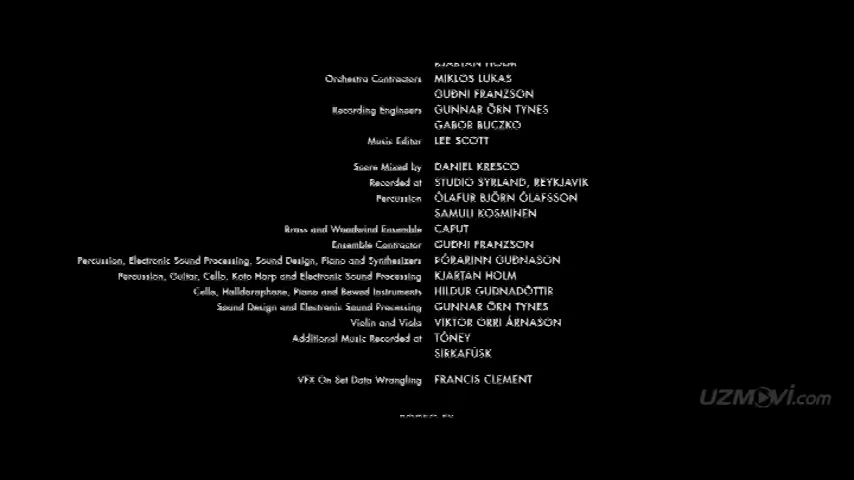 KJARTAN HOLM
Orchestra Contractors MIKLOS LUKAS
GUÐNI FRANZSON
Recording Engineers GUNNAR ÖRN TYNES
GABOR BUCZKO
Music Editor LEE SCOTT
Score Mixed by DANIEL KRESCO
Recorded at STUDIO SYRLAND, REYKJAVIK
Percussion ÓLAFUR BJÖRN ÓLAFSSON
SAMULI KOSMINEN
Brass and Woodwind Ensemble CAPUT
Ensemble Contractor GUÐNI FRANZSON
Percussion, Electronic Sound Processing, Sound Design, Piano and Synthesizers ÞÓRARINN GUÐNASON
Percussion, Guitar, Cello, Koto Harp and Electronic Sound Processing KJARTAN HOLM
Cello, Halldorophone, Piano and Bowed Instruments HILDUR GUDNADÓTTIR
Sound Design and Electronic Sound Processing GUNNAR ÖRN TYNES
Violin and Viola VIKTOR ORRI ÁRNASON
Additional Music Recorded at TÓNEY
SIRKAFÚSK
VFX On Set Data Wrangling FRANCIS CLEMENT
UZMOVi.com
RODEO FX